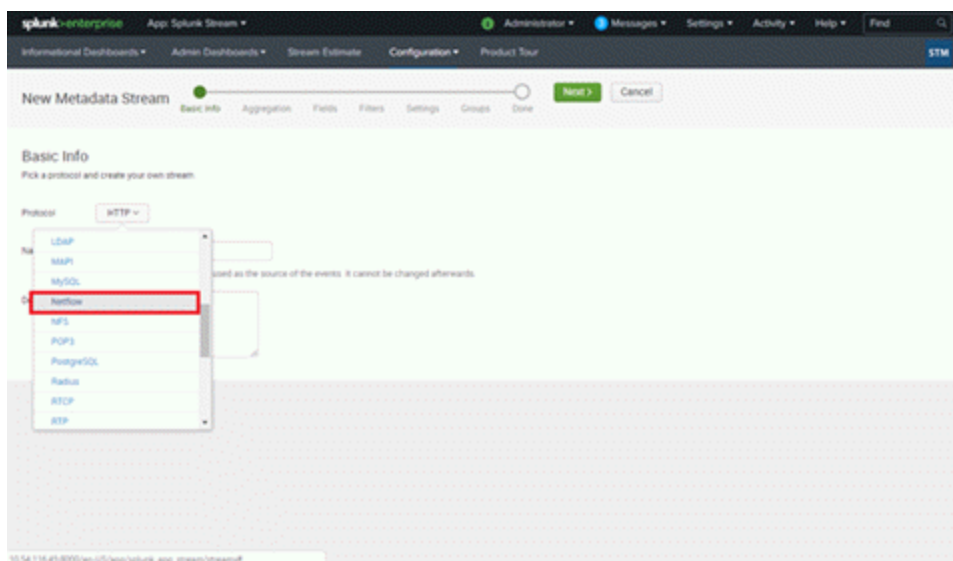 splunk>enterprise App: Splunk Stream Administrator Messages Settings Activity Help Find
Informational Dashboards Admin Dashboards Stream Estimate Configuration Product Tour STM
New Metadata Stream Basic Info Aggregation Fields Filters Settings Groups Done Next > Cancel
Basic Info
Pick a protocol and create your own stream
Protocol HTTP
LDAP
Na
MAPI
used as the source of the events. It cannot be changed afterwards.
MySQL
Netflow
NFS
POP3
PostgreSQL
Radius
RTCP
RTP